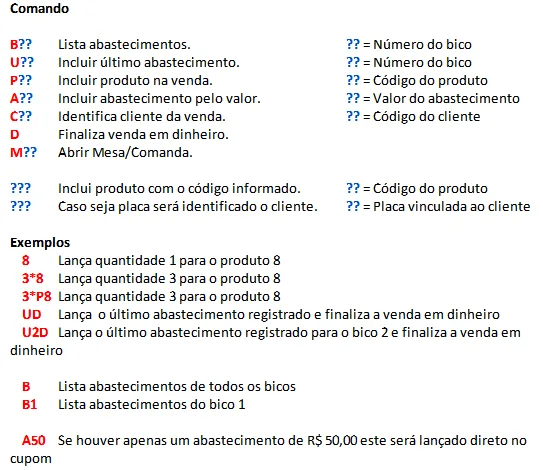 Comando
B?? Lista abastecimentos. ?? = Número do bico
U?? Incluir último abastecimento. ?? = Número do bico
P?? Incluir produto na venda. ?? = Código do produto
A?? Incluir abastecimento pelo valor. ?? = Valor do abastecimento
C?? Identifica cliente da venda. ?? = Código do cliente
D Finaliza venda em dinheiro.
M?? Abrir Mesa/Comanda.
??? Inclui produto com o código informado. ?? = Código do produto
??? Caso seja placa será identificado o cliente. ?? = Placa vinculada ao cliente
Exemplos
8 Lança quantidade 1 para o produto 8
3*8 Lança quantidade 3 para o produto 8
3*P8 Lança quantidade 3 para o produto 8
UD Lança o último abastecimento registrado e finaliza a venda em dinheiro
U2D Lança o último abastecimento registrado para o bico 2 e finaliza a venda em
dinheiro
B Lista abastecimentos de todos os bicos
B1 Lista abastecimentos do bico 1
A50 Se houver apenas um abastecimento de R$ 50,00 este será lançado direto no
cupom